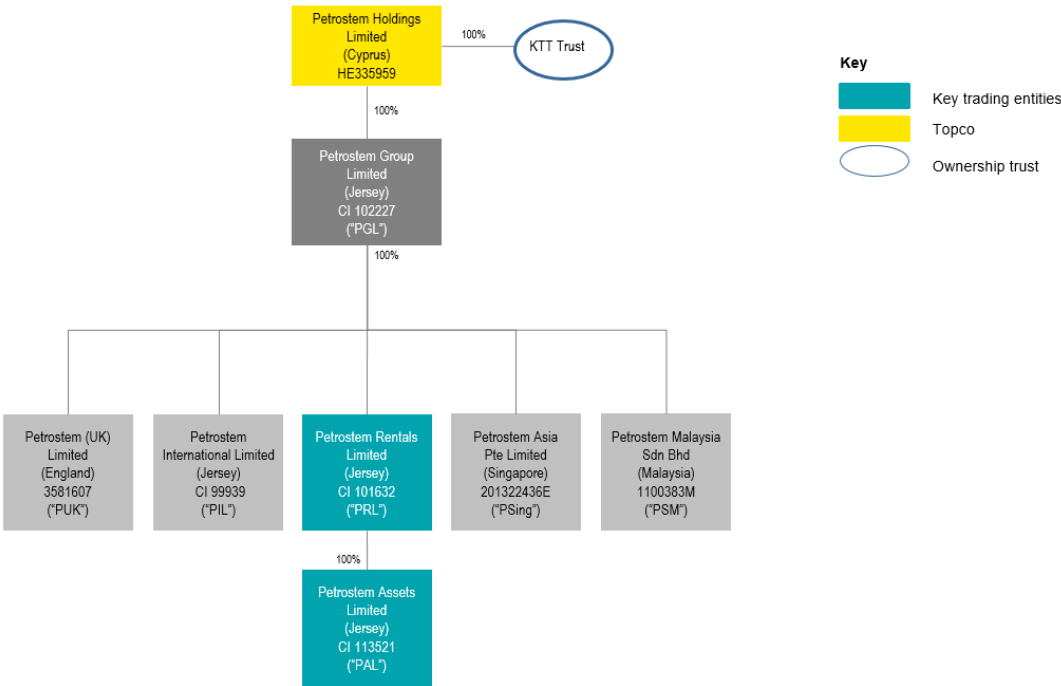 Petrostem Holdings
Limited
(Cyprus)
HE335959
100%
KTT Trust
Key
Key trading entities
Topco
Ownership trust
100%
Petrostem Group
Limited
(Jersey)
CI 102227
("PGL")
100%
Petrostem (UK)
Limited
(England)
3581607
("PUK")
Petrostem
International Limited
(Jersey)
CI 99939
("PIL")
Petrostem Rentals
Limited
(Jersey)
CI 101632
("PRL")
Petrostem Asia
Pte Limited
(Singapore)
201322436E
("PSing")
Petrostem Malaysia
Sdn Bhd
(Malaysia)
1100383M
("PSM")
100%
Petrostem Assets
Limited
(Jersey)
CI 113521
("PAL")